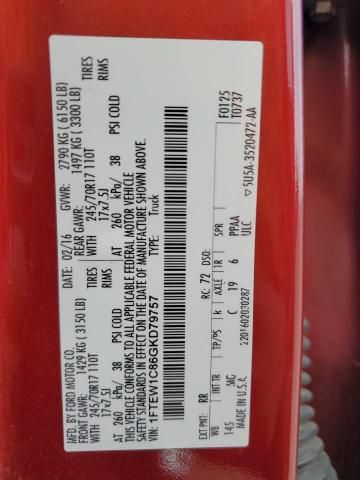 MFD. BY FORD MOTOR CO.
DATE: 02/16 GVWR: 2790 KG ( 6150 LB)
FRONT GAWR: 1429 KG ( 3150 LB) REAR GAWR: 1497 KG ( 3300 LB)
WITH 245/70R17 110T TIRES WITH 245/70R17 110T TIRES
17x7.5J RIMS 17x7.5J RIMS
AT 260 kPa/ 38 PSI COLD AT 260 kPa/ 38 PSI COLD
THIS VEHICLE CONFORMS TO ALL APPLICABLE FEDERAL MOTOR VEHICLE
SAFETY STANDARDS IN EFFECT ON THE DATE OF MANUFACTURE SHOWN ABOVE.
VIN: 1FTEW1C86GKD79757
TYPE: Truck
F0125
T0737
EXT PNT: RR RC: 72 DSO:
WB INT TR TP/PS R AXLE TR SPR
145 MG C 19 6 PPAA
MADE IN U.S.A. ULC
2201602030287
▽5U5A-3520472-AA